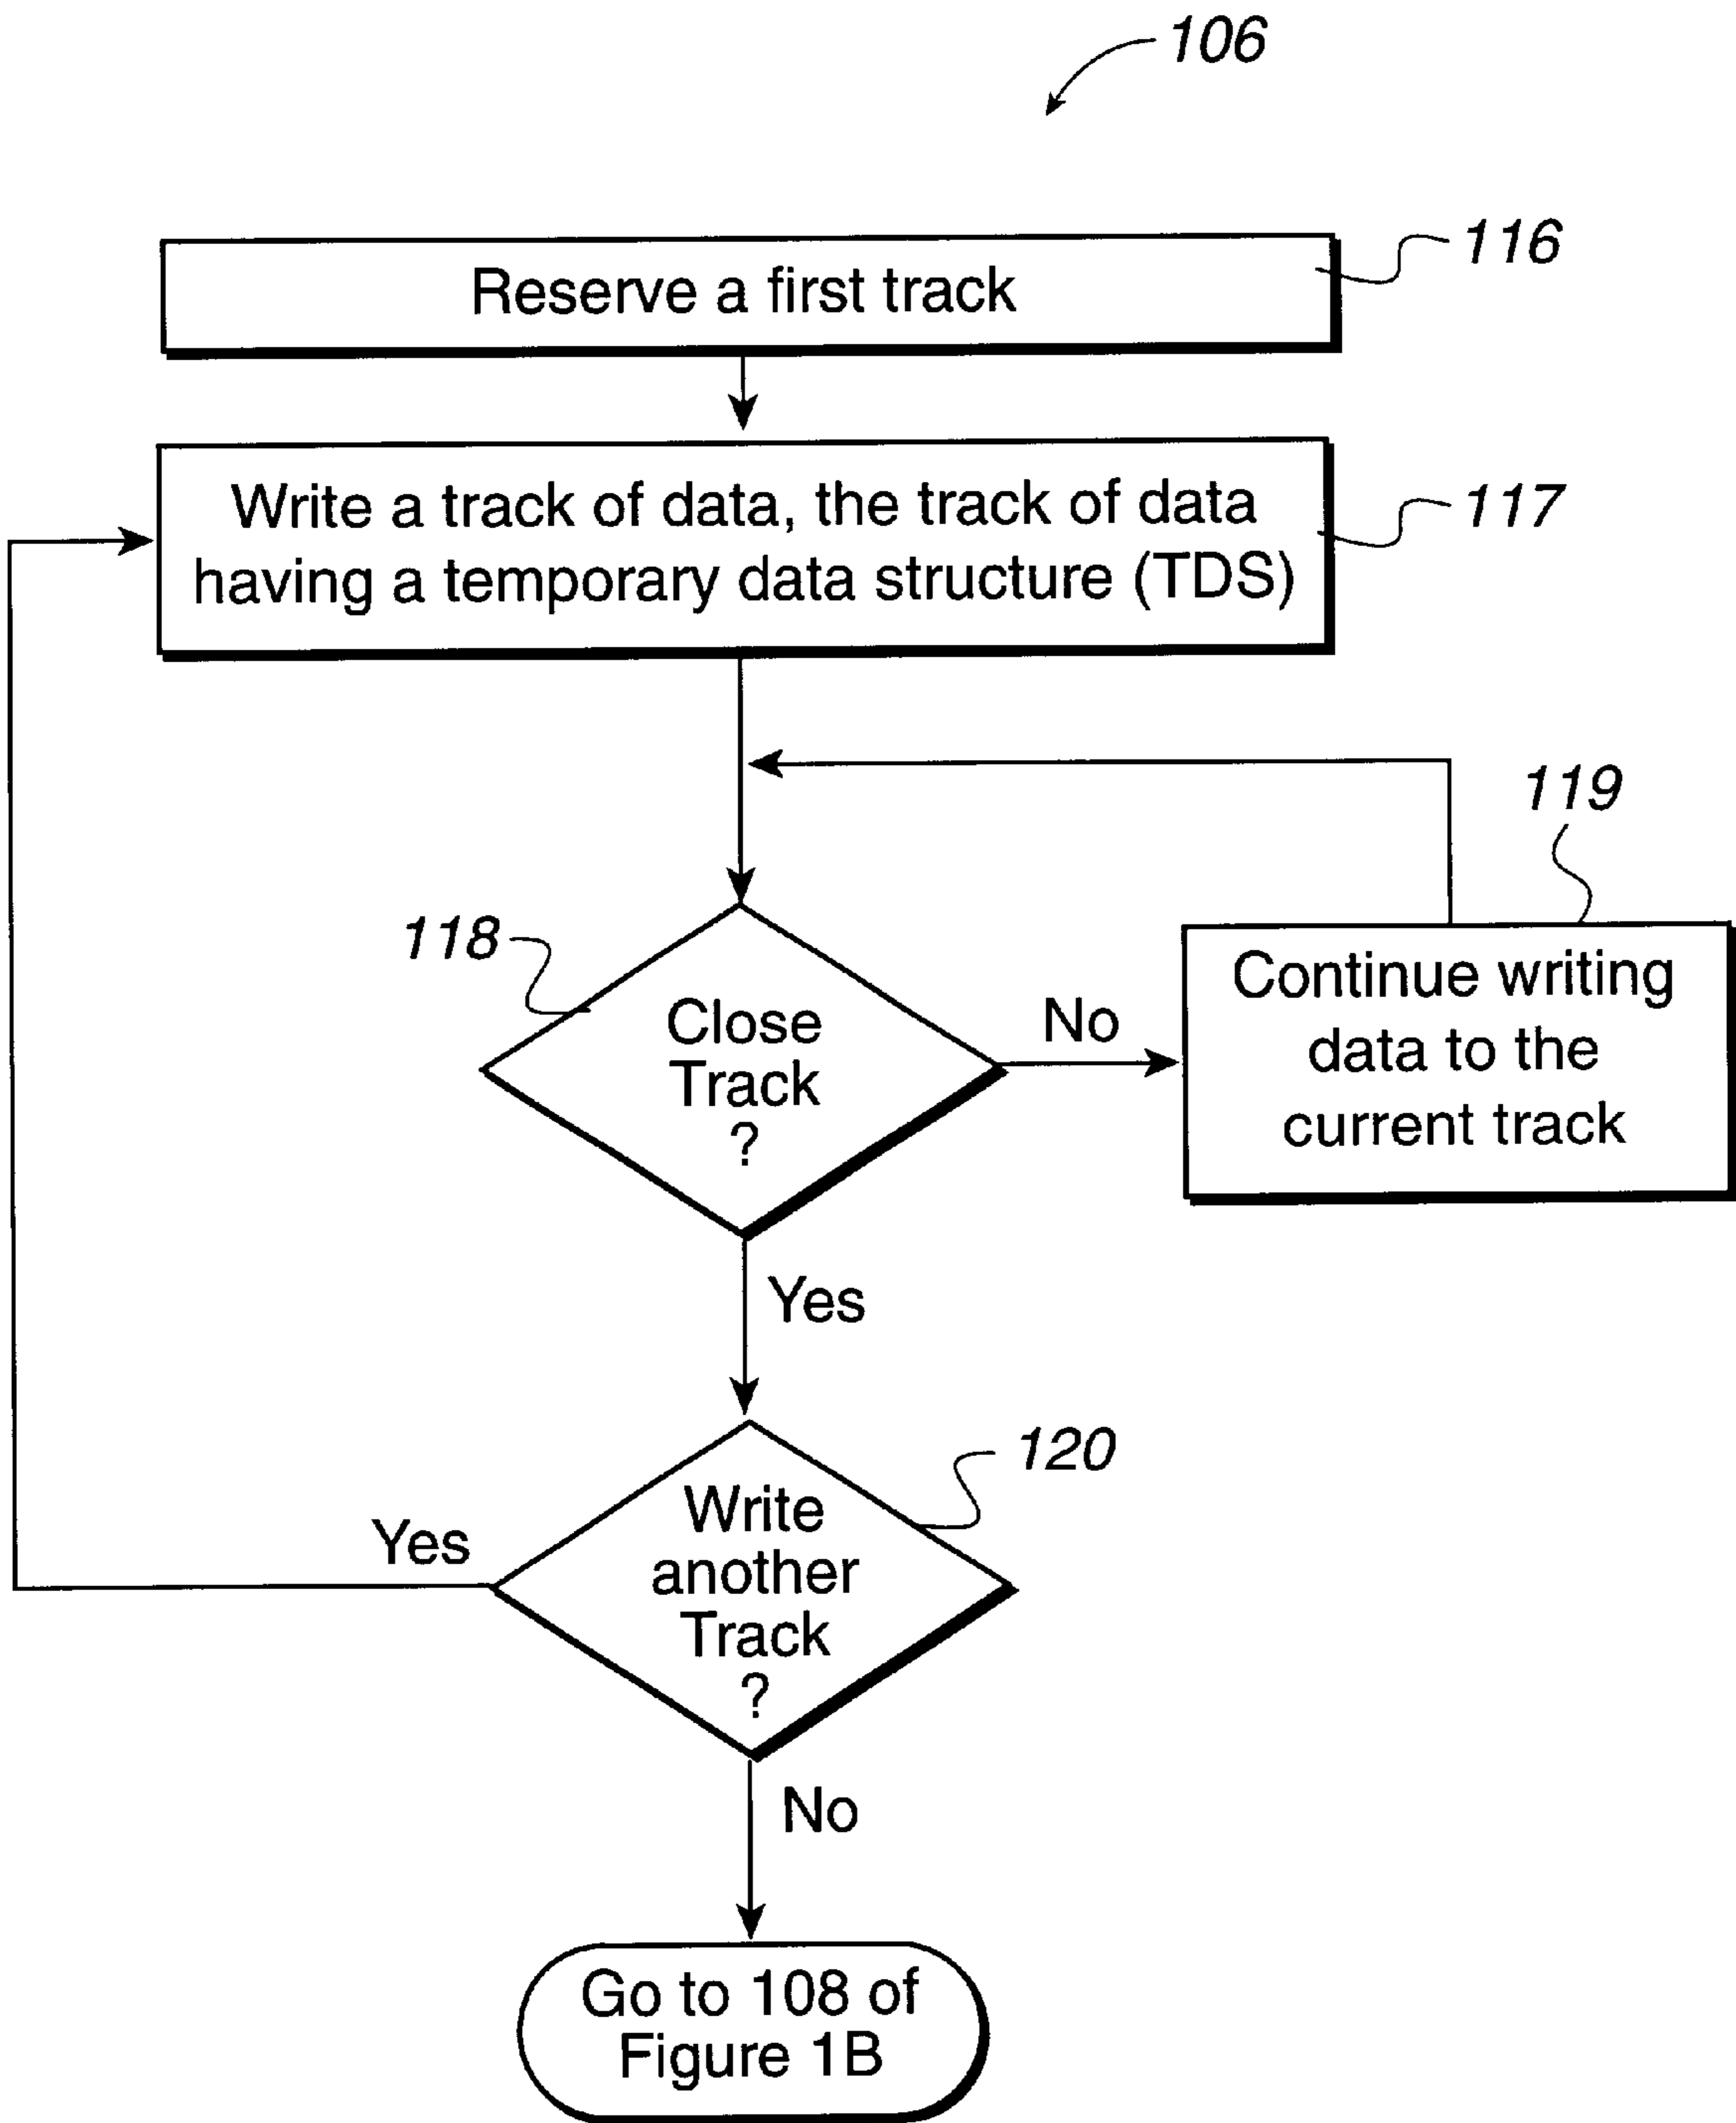 106
Reserve a first track
116
Write a track of data, the track of data
having a temporary data structure (TDS)
117
118
Close
Track
?
No
119
Continue writing
data to the
current track
Yes
120
Write
another
Track
?
Yes
No
Go to 108 of
Figure 1B